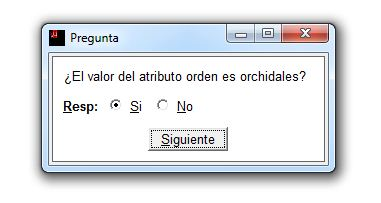 Pregunta
¿El valor del atributo orden es orchidales?
Resp: Si No
Siguiente